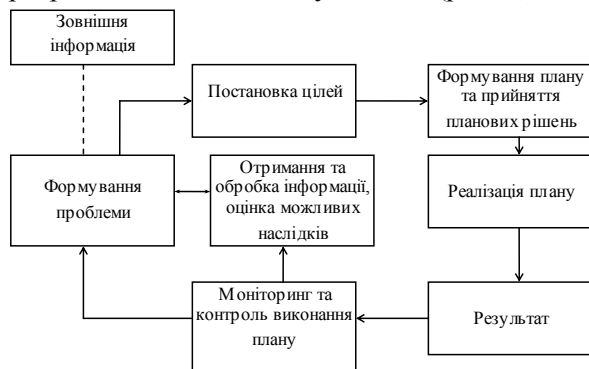 Зовнішня
інформація
Постановка цілей
Формування плану
та прийняття
планових рішень
Формування
проблеми
Отримання та
обробка інформації,
оцінка можливих
наслідків
Реалізація плану
Моніторинг та
контроль виконання
плану
Результат